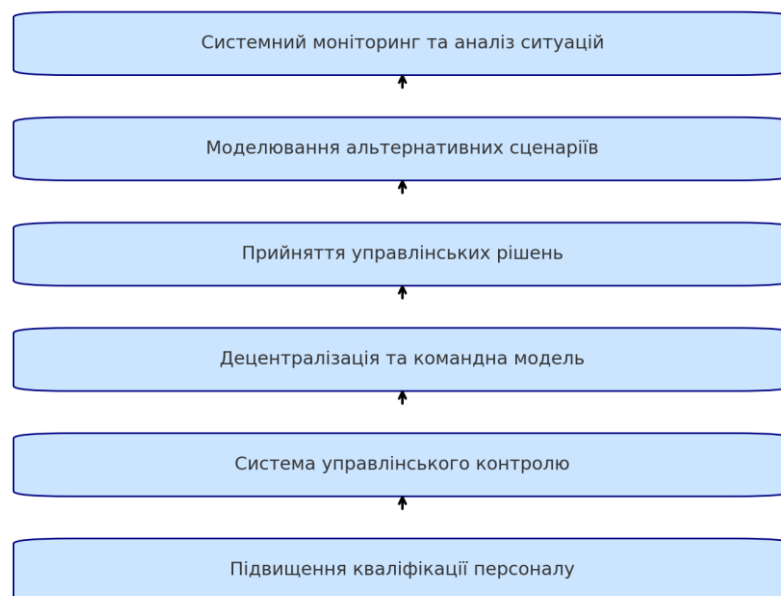 Системний моніторинг та аналіз ситуацій
Моделювання альтернативних сценаріїв
Прийняття управлінських рішень
Децентралізація та командна модель
Система управлінського контролю
Підвищення кваліфікації персоналу